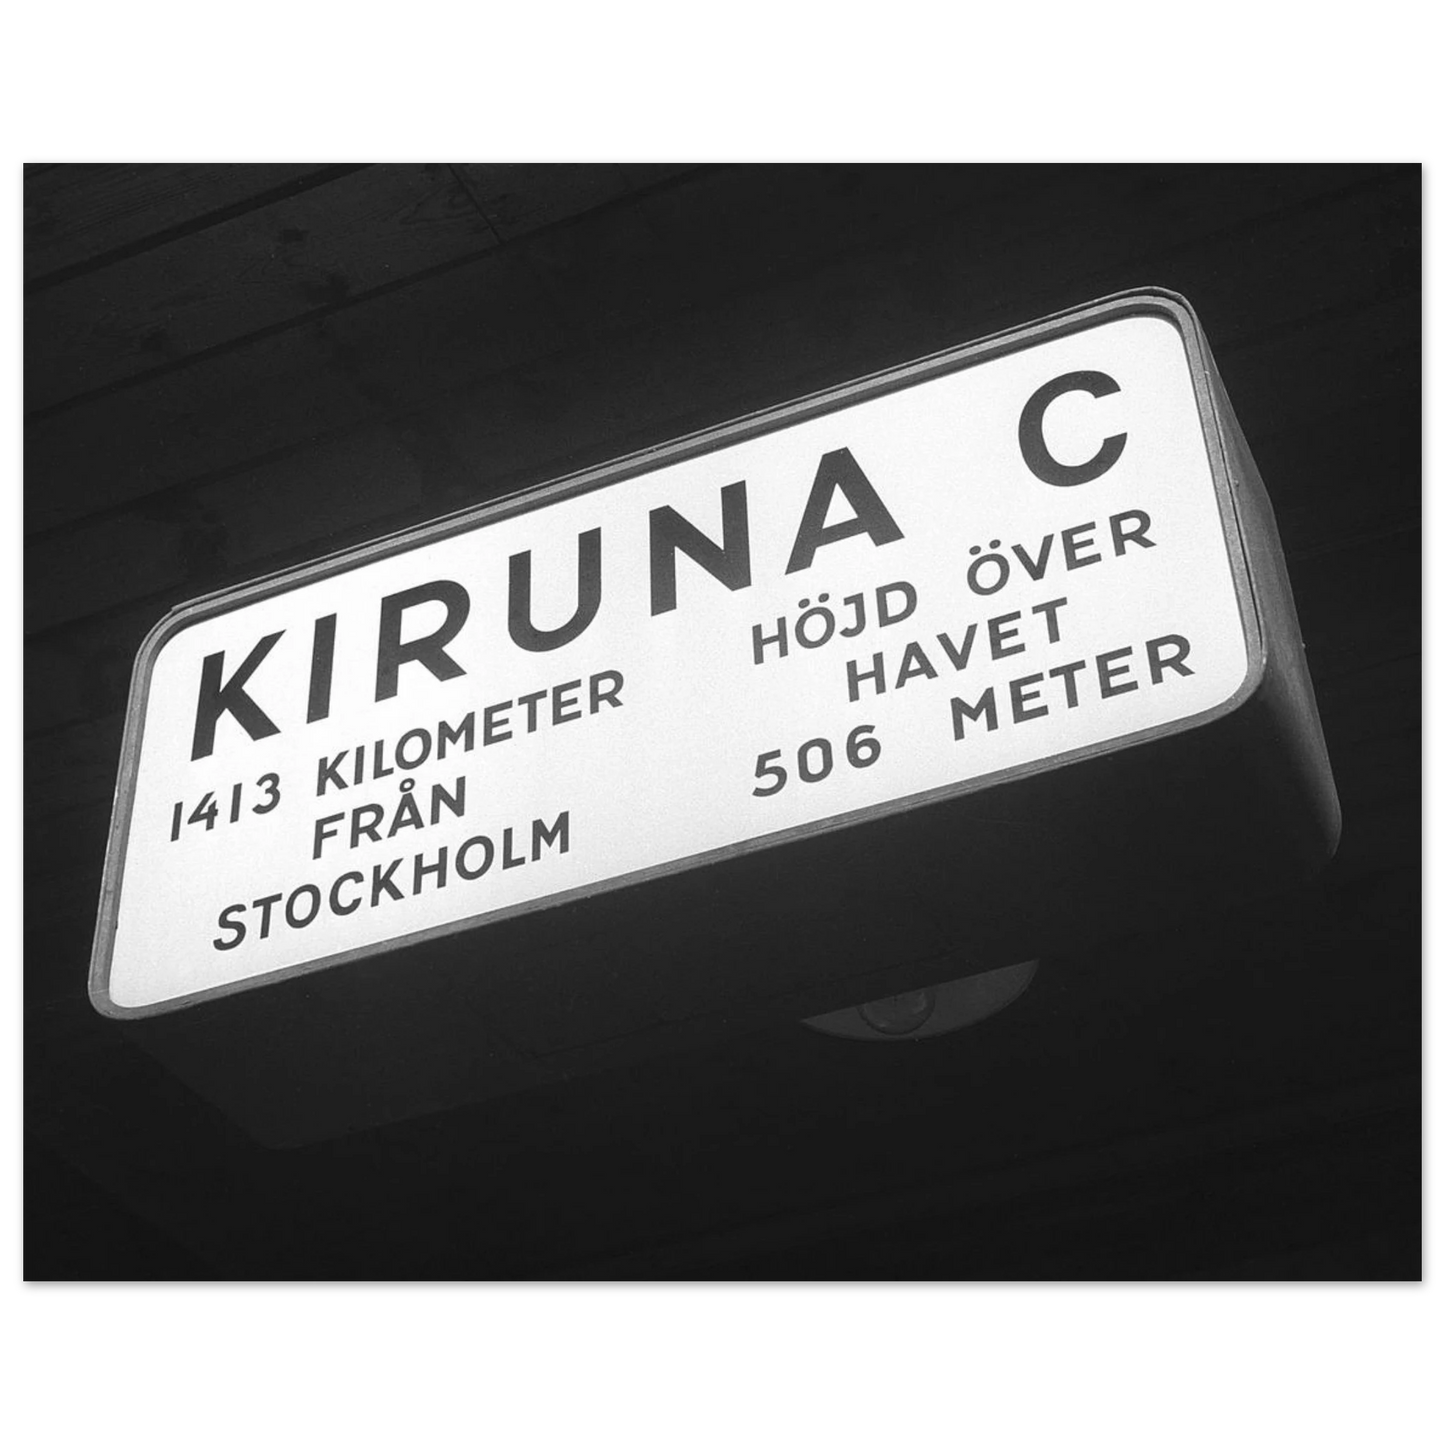 KIRUNA C
1413 KILOMETER
FRÅN
STOCKHOLM
HÖJD ÖVER
HAVET
506 METER